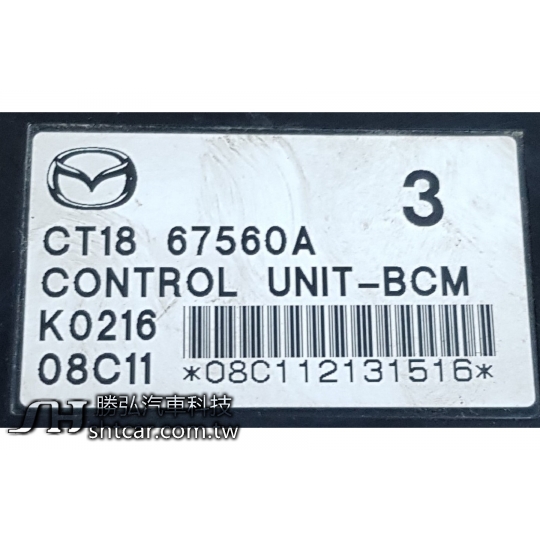 3
CT18 67560A
CONTROL UNIT-BCM
K0216
08C11 *08C112131516*
SH 勝弘汽車科技
shtcar.com.tw